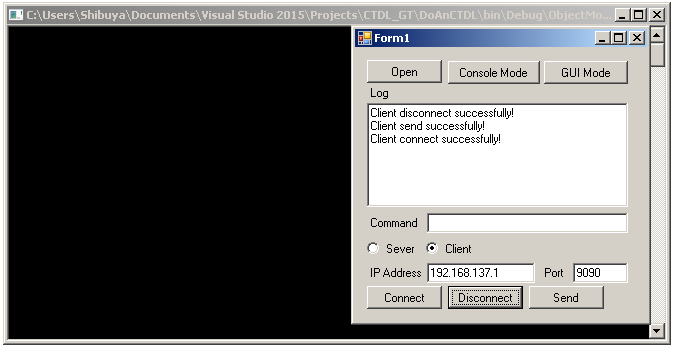 C:\Users\Shibuya\Documents\Visual Studio 2015\Projects\CTDL_GT\DoAnCTDL\bin\Debug\ObjectMo...
Form1
Open Console Mode GUI Mode
Log
Client disconnect successfully!
Client send successfully!
Client connect successfully!
Command
Sever Client
IP Address 192.168.137.1 Port 9090
Connect Disconnect Send